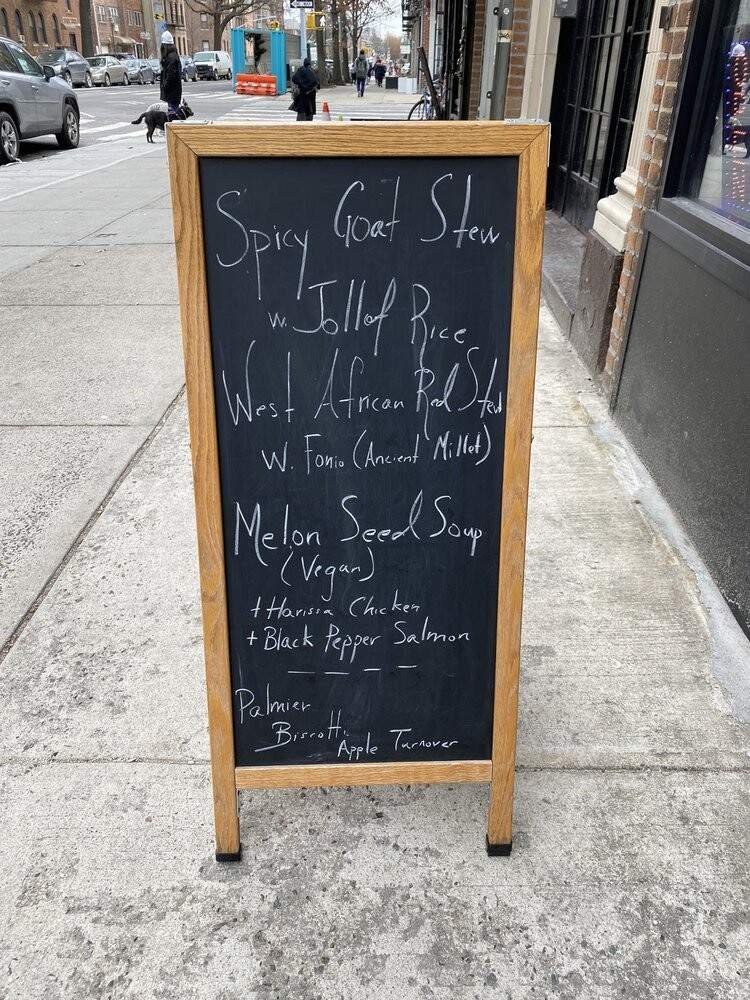 Spicy Goat Stew
w. Jollof Rice
West African Red Stew
w. Fonio (Ancient Millet)
Melon Seed Soup
(Vegan)
+ Harissa Chicken
+ Black Pepper Salmon
Palmier
Biscotti
Apple Turnover